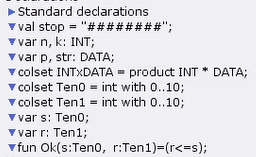 Standard declarations
val stop = "########";
var n, k: INT;
var p, str: DATA;
colset INTxDATA = product INT * DATA;
colset Ten0 = int with 0..10;
colset Ten1 = int with 0..10;
var s: Ten0;
var r: Ten1;
fun Ok(s:Ten0, r:Ten1)=(r<=s);